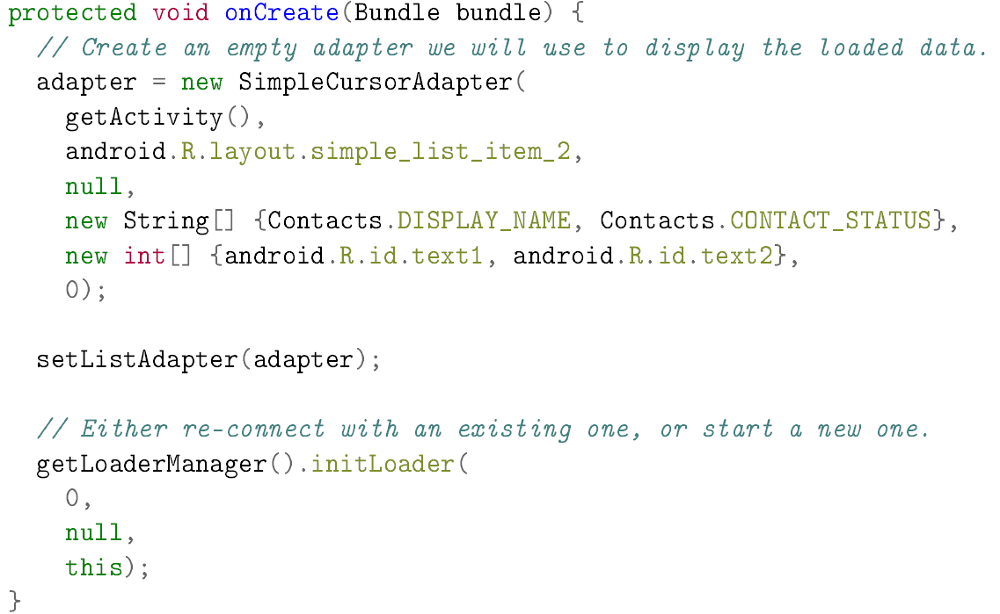 protected void onCreate(Bundle bundle) {
  // Create an empty adapter we will use to display the loaded data.
  adapter = new SimpleCursorAdapter(
    getActivity(),
    android.R.layout.simple_list_item_2,
    null,
    new String[] {Contacts.DISPLAY_NAME, Contacts.CONTACT_STATUS},
    new int[] {android.R.id.text1, android.R.id.text2},
    0);

  setListAdapter(adapter);

  // Either re-connect with an existing one, or start a new one.
  getLoaderManager().initLoader(
    0,
    null,
    this);
}